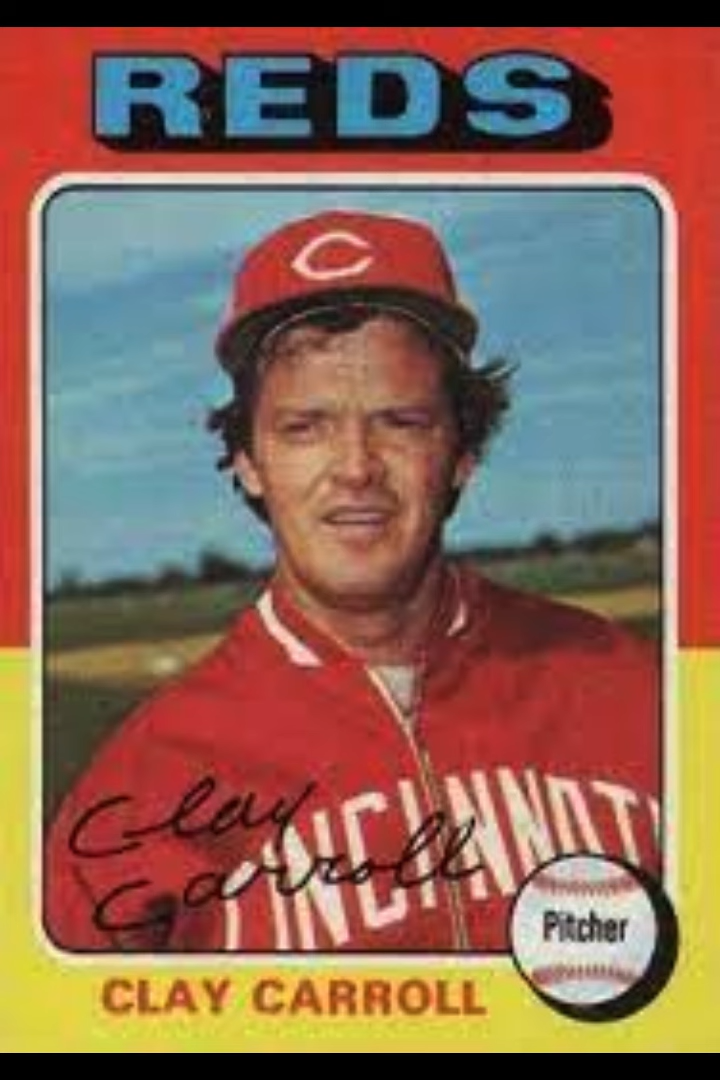 REDS
C
CINCINNATI
Clay
Carroll
Pitcher
CLAY CARROLL